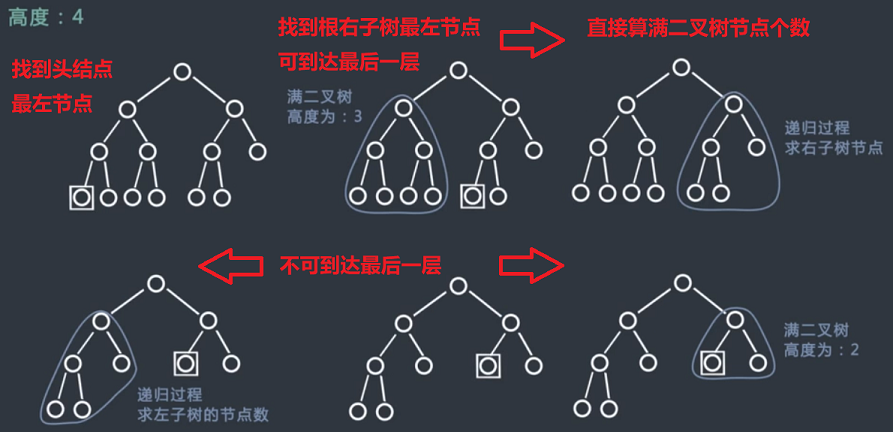 高度：4
找到头结点
最左节点
找到根右子树最左节点
可到达最后一层
直接算满二叉树节点个数
满二叉树
高度为：3
递归过程
求右子树节点
不可到达最后一层
递归过程
求左子树的节点数
满二叉树
高度为：2